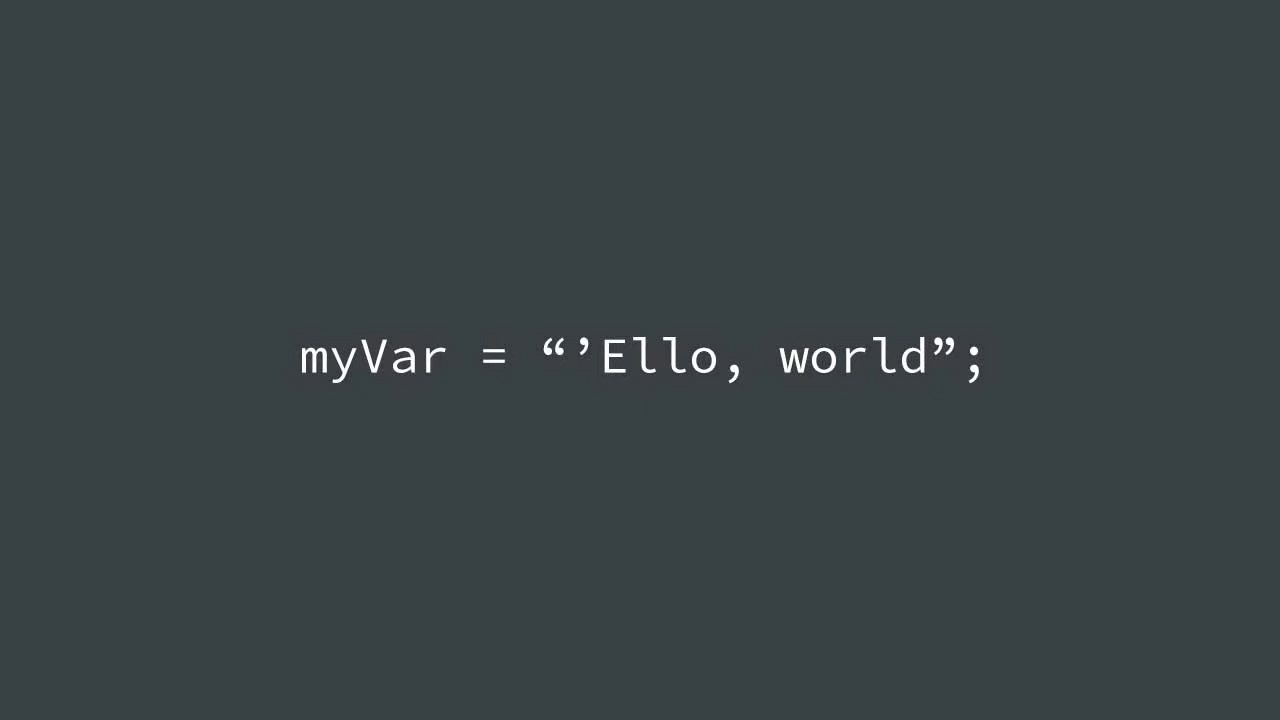 myVar = “’Ello, world”;